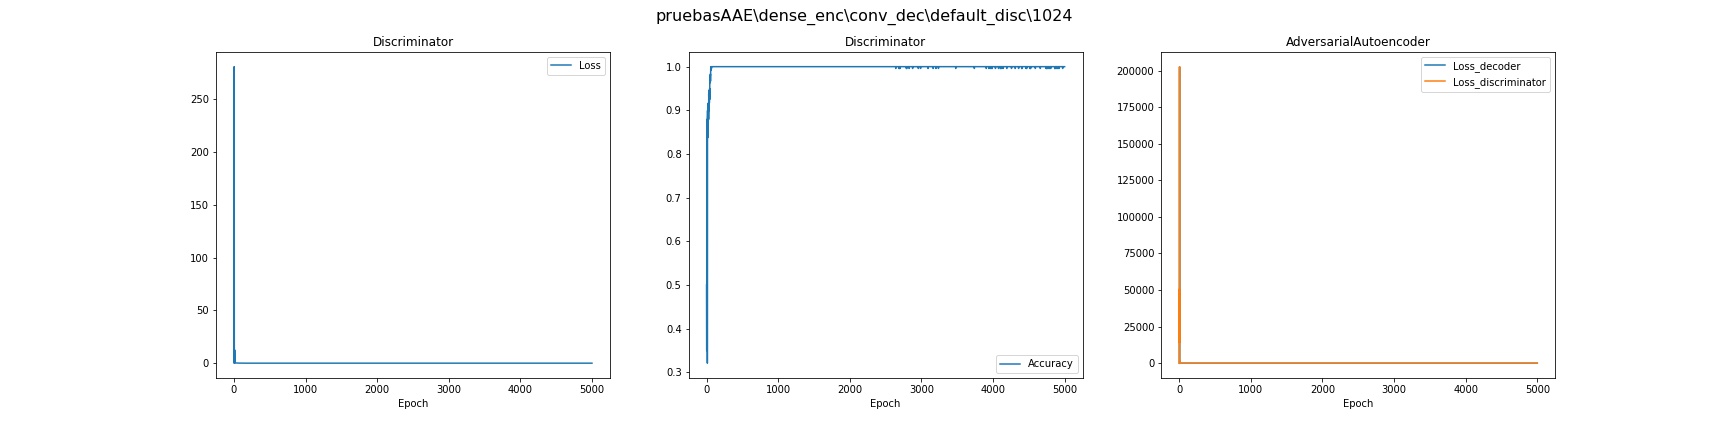 pruebasAAE\dense_enc\conv_dec\default_disc\1024
Discriminator
Loss
250
200
150
100
50
0
0 1000 2000 3000 4000 5000
Epoch
Discriminator
1.0
0.9
0.8
0.7
0.6
0.5
0.4
0.3
Accuracy
0 1000 2000 3000 4000 5000
Epoch
AdversarialAutoencoder
Loss_decoder
Loss_discriminator
200000
175000
150000
125000
100000
75000
50000
25000
0
0 1000 2000 3000 4000 5000
Epoch